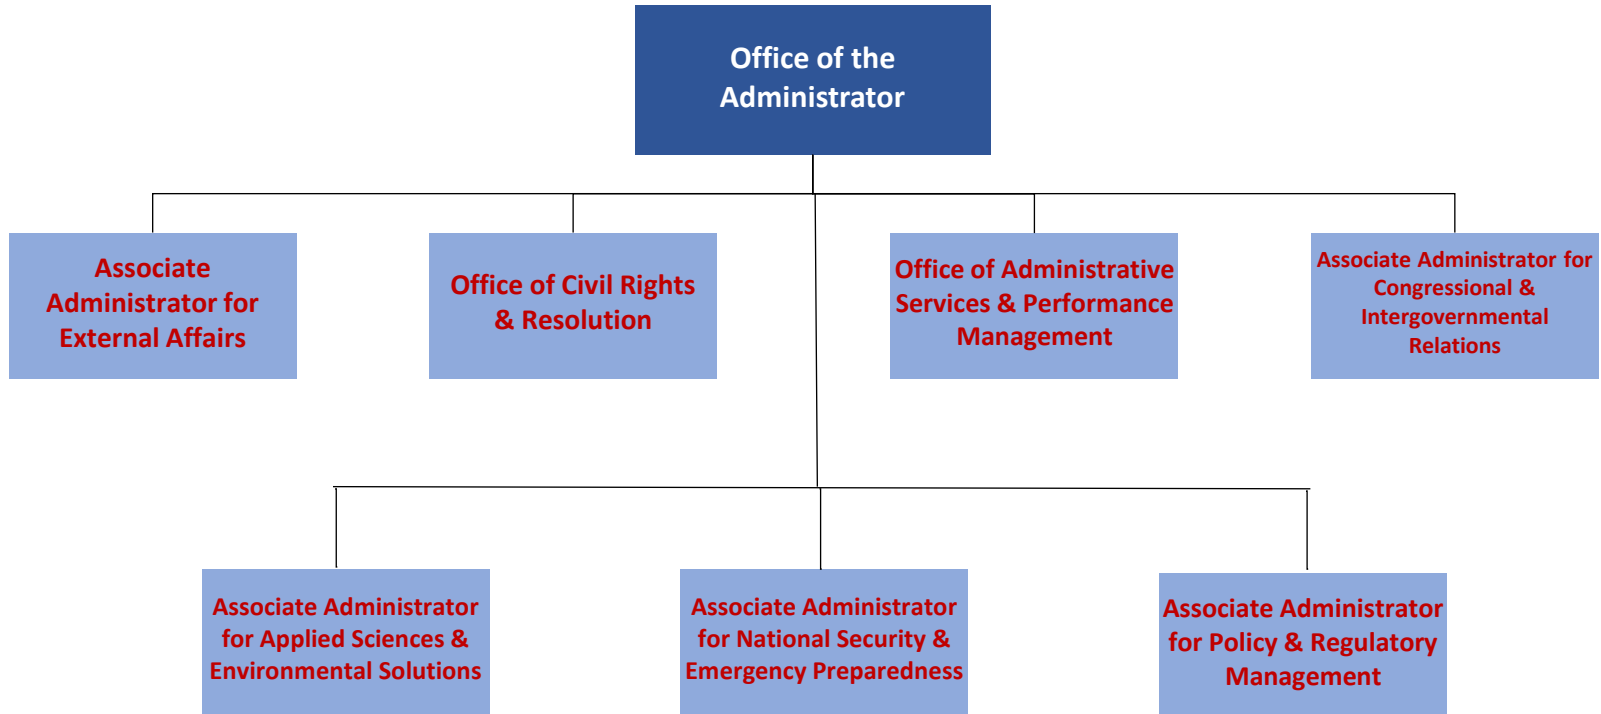 Office of the
Administrator
Associate
Administrator for
External Affairs
Office of Civil Rights
& Resolution
Office of Administrative
Services & Performance
Management
Associate Administrator for
Congressional &
Intergovernmental
Relations
Associate Administrator
for Applied Sciences &
Environmental Solutions
Associate Administrator
for National Security &
Emergency Preparedness
Associate Administrator
for Policy & Regulatory
Management